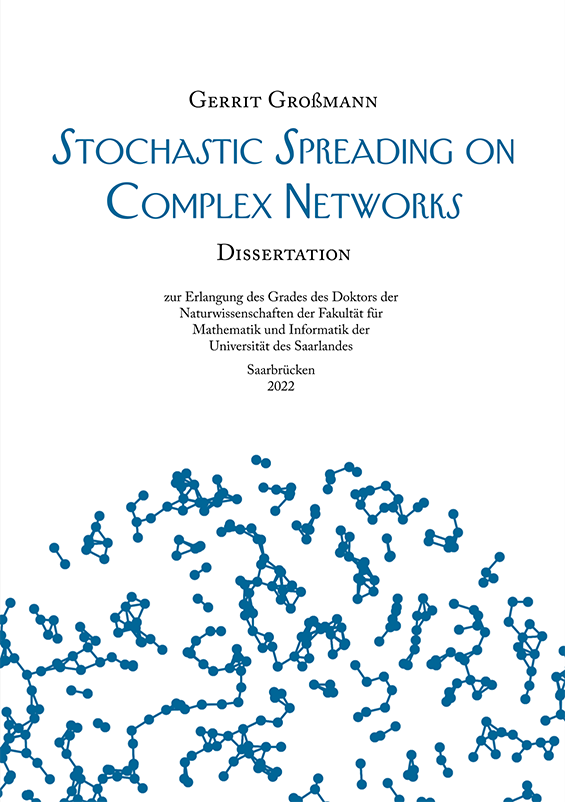 Gerrit Großmann
Stochastic Spreading on
Complex Networks
Dissertation
zur Erlangung des Grades des Doktors der
Naturwissenschaften der Fakultät für
Mathematik und Informatik der
Universität des Saarlandes
Saarbrücken
2022